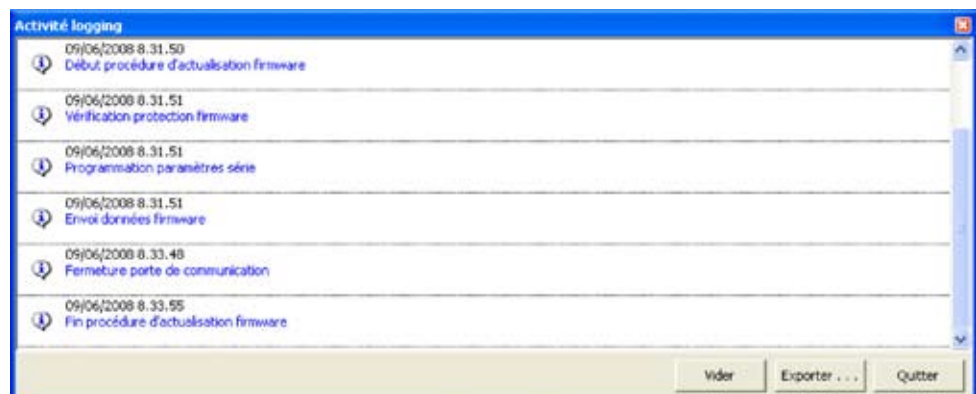 Activité logging
09/06/2008 8.31.50
Début procédure d'actualisation firmware
09/06/2008 8.31.51
Vérification protection firmware
09/06/2008 8.31.51
Programmation paramètres série
09/06/2008 8.31.51
Envoi données firmware
09/06/2008 8.33.48
Fermeture porte de communication
09/06/2008 8.33.55
Fin procédure d'actualisation firmware
Vider
Exporter . . .
Quitter